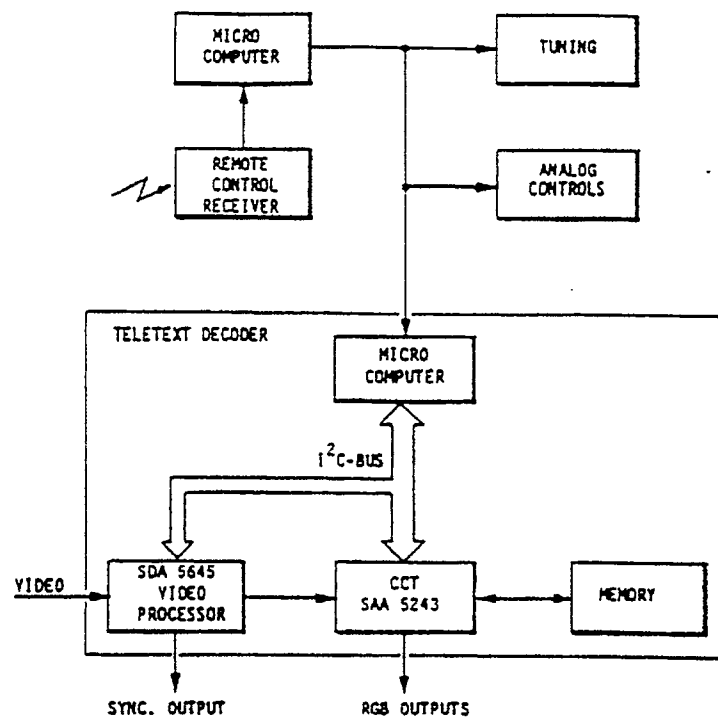 MICRO
COMPUTER
TUNING
REMOTE
CONTROL
RECEIVER
ANALOG
CONTROLS
TELETEXT DECODER
MICRO
COMPUTER
I²C-BUS
VIDEO
SDA 5645
VIDEO
PROCESSOR
CCT
SAA 5243
MEMORY
SYNC. OUTPUT
RGB OUTPUTS